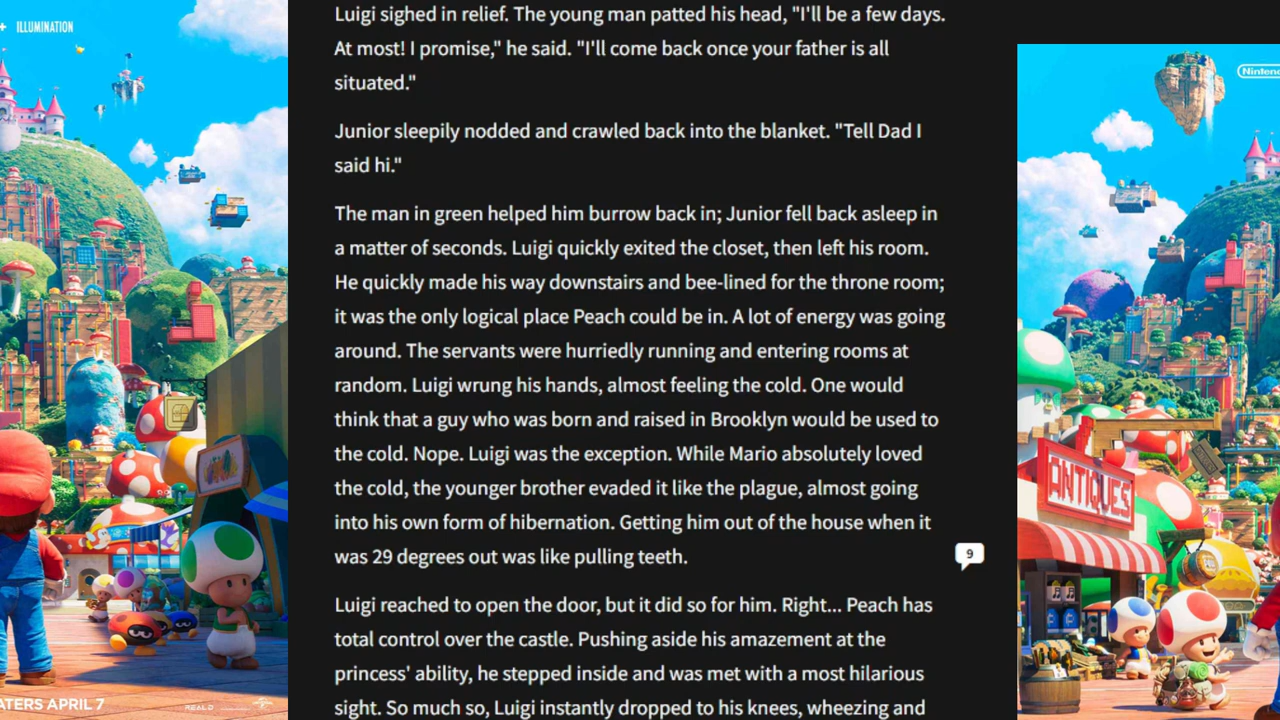 ILLUMINATION
Luigi sighed in relief. The young man patted his head, "I'll be a few days.
At most! I promise," he said. "I'll come back once your father is all
situated."
Junior sleepily nodded and crawled back into the blanket. "Tell Dad I
said hi."
The man in green helped him burrow back in; Junior fell back asleep in
a matter of seconds. Luigi quickly exited the closet, then left his room.
He quickly made his way downstairs and bee-lined for the throne room;
it was the only logical place Peach could be in. A lot of energy was going
around. The servants were hurriedly running and entering rooms at
random. Luigi wrung his hands, almost feeling the cold. One would
think that a guy who was born and raised in Brooklyn would be used to
the cold. Nope. Luigi was the exception. While Mario absolutely loved
the cold, the younger brother evaded it like the plague, almost going
into his own form of hibernation. Getting him out of the house when it
was 29 degrees out was like pulling teeth.
9
Luigi reached to open the door, but it did so for him. Right... Peach has
total control over the castle. Pushing aside his amazement at the
princess' ability, he stepped inside and was met with a most hilarious
sight. So much so, Luigi instantly dropped to his knees, wheezing and
ATERS APRIL 7
REALD
Ninten
ANTIQUES